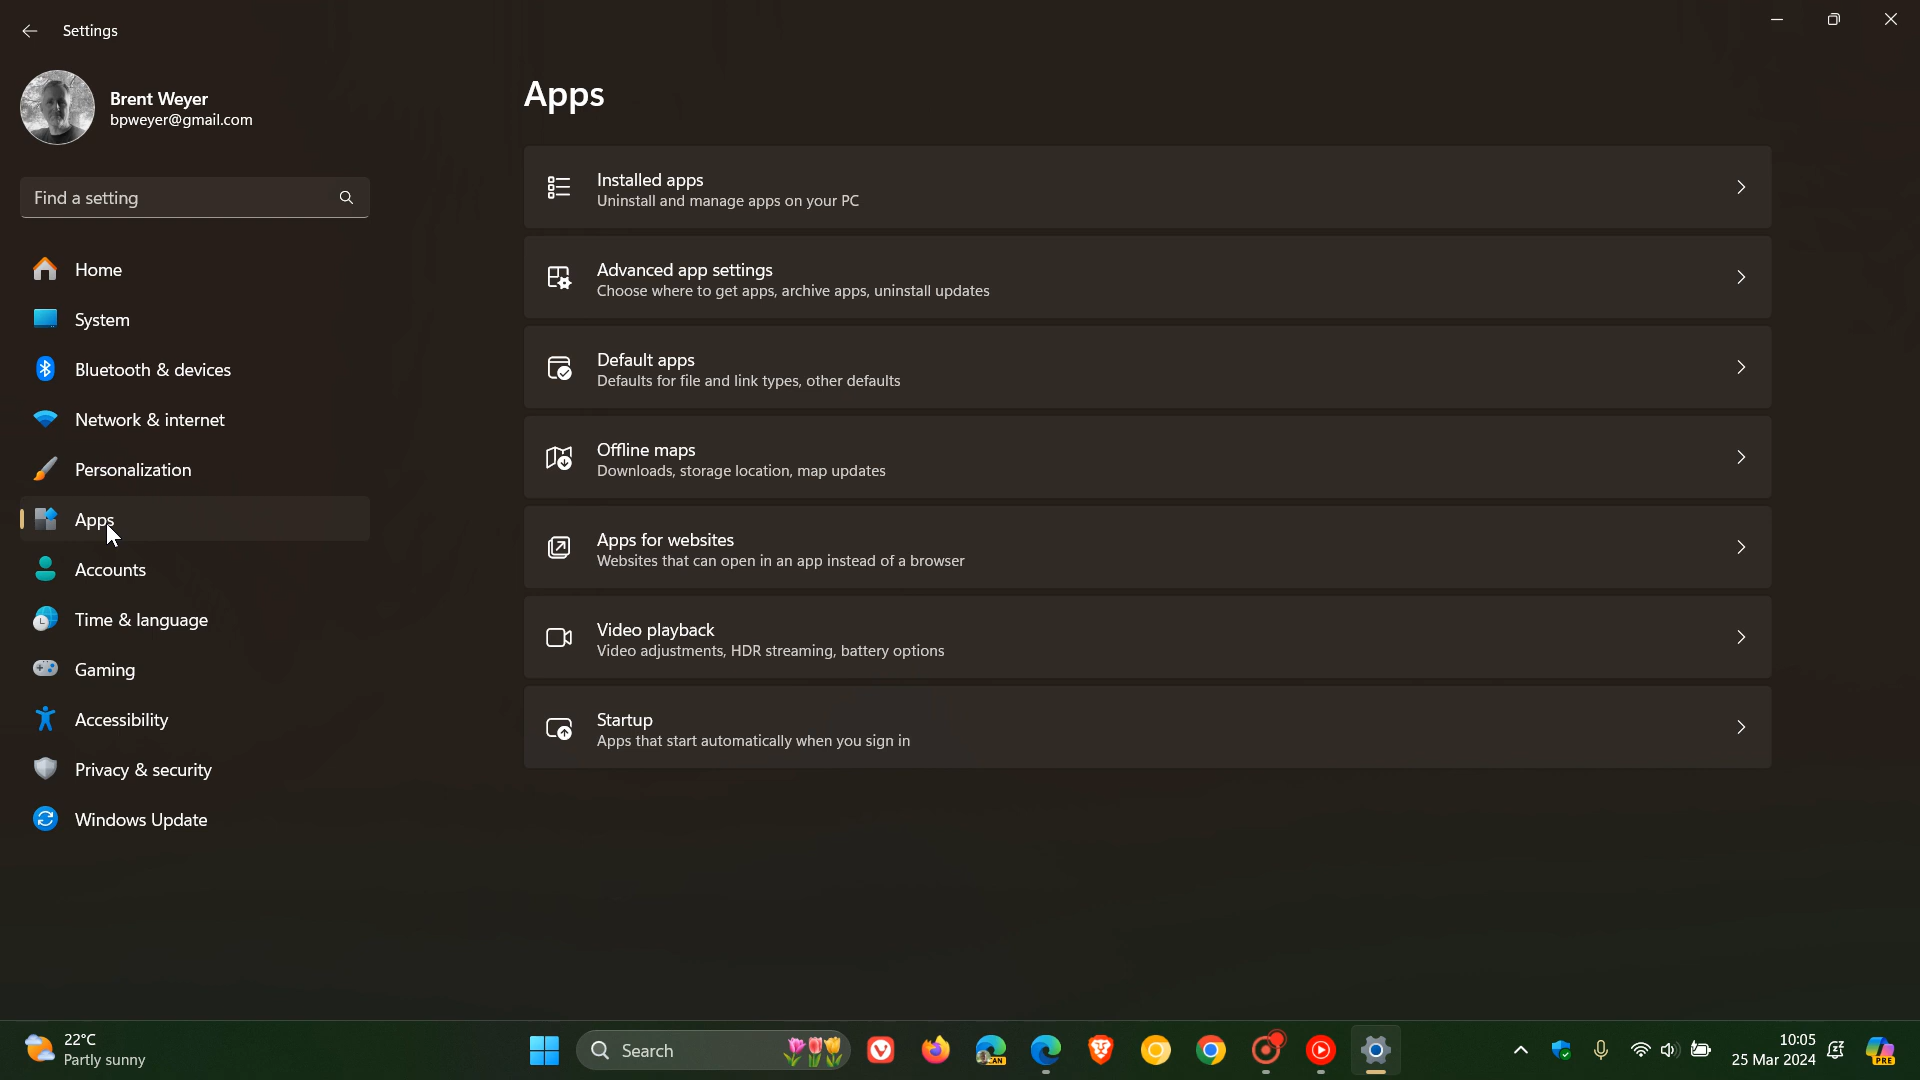 Settings
Brent Weyer
bpweyer@gmail.com
Find a setting
Home
System
Bluetooth & devices
Network & internet
Personalization
Apps
Accounts
Time & language
Gaming
Accessibility
Privacy & security
Windows Update
Apps
Installed apps
Uninstall and manage apps on your PC
Advanced app settings
Choose where to get apps, archive apps, uninstall updates
Default apps
Defaults for file and link types, other defaults
Offline maps
Downloads, storage location, map updates
Apps for websites
Websites that can open in an app instead of a browser
Video playback
Video adjustments, HDR streaming, battery options
Startup
Apps that start automatically when you sign in
22°C
Partly sunny
Search
CAN
10:05
25 Mar 2024
PRE